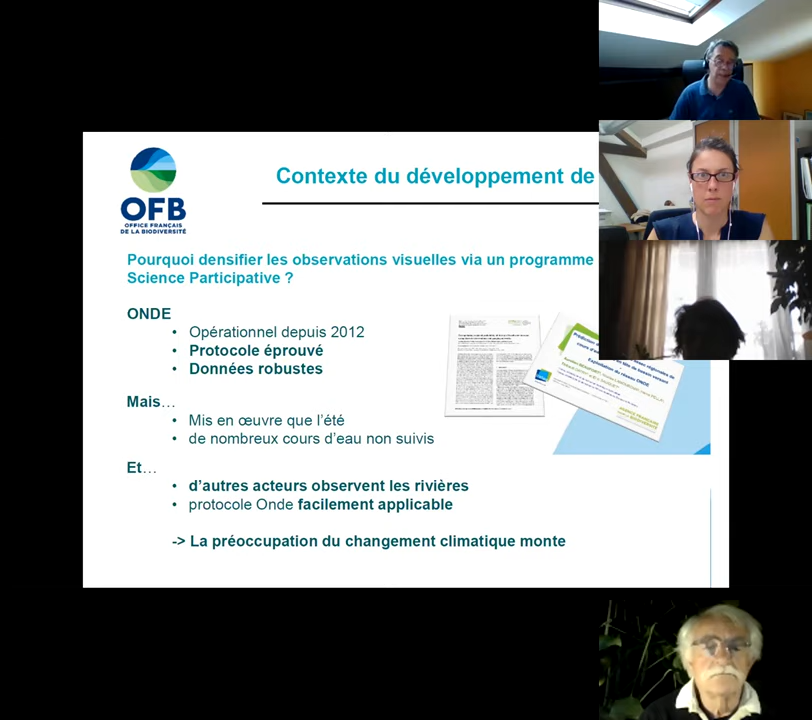 OFB
OFFICE FRANÇAIS
DE LA BIODIVERSITÉ
Contexte du développement de
Pourquoi densifier les observations visuelles via un programme
Science Participative ?
ONDE
• Opérationnel depuis 2012
• Protocole éprouvé
• Données robustes
Mais…
• Mis en œuvre que l’été
• de nombreux cours d’eau non suivis
Et…
• d’autres acteurs observent les rivières
• protocole Onde facilement applicable
-> La préoccupation du changement climatique monte